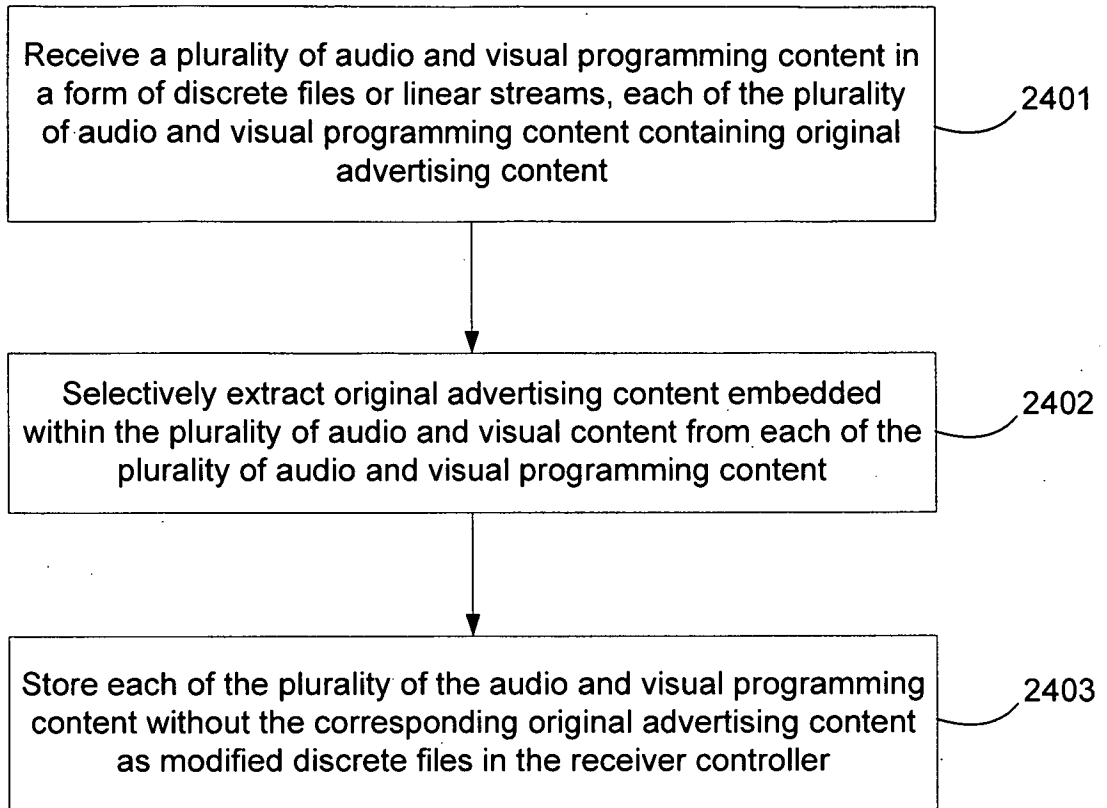 Receive a plurality of audio and visual programming content in
a form of discrete files or linear streams, each of the plurality
of audio and visual programming content containing original
advertising content
2401
Selectively extract original advertising content embedded
within the plurality of audio and visual content from each of the
plurality of audio and visual programming content
2402
Store each of the plurality of the audio and visual programming
content without the corresponding original advertising content
as modified discrete files in the receiver controller
2403